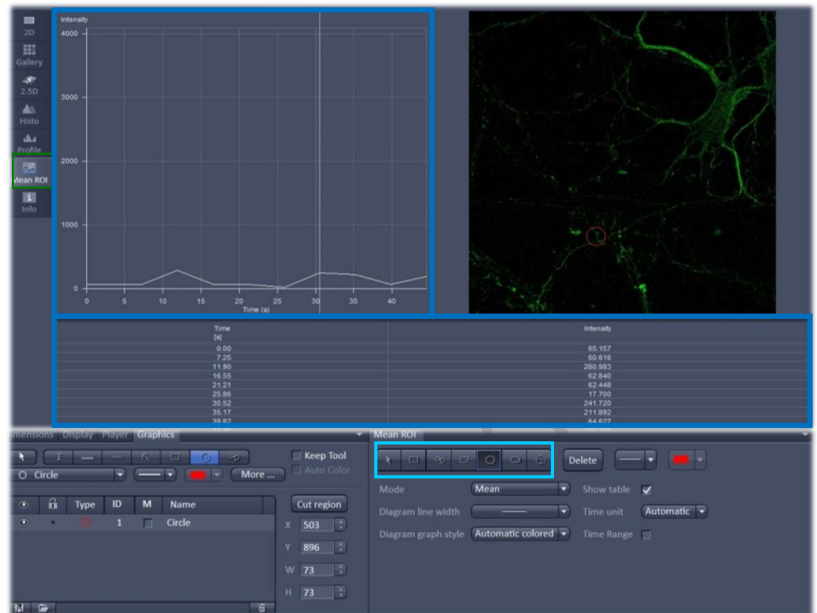 2D
Gallery
2.5D
Histo
Profile
Mean ROI
Info
Intensity
4000
3000
2000
1000
0
0 5 10 15 20 25 30 35 40
Time (s)
Time Intensity
[s]
0.00 65.157
7.25 60.616
11.90 280.983
16.55 62.840
21.21 62.448
25.86 17.700
30.52 241.720
35.17 211.892
39.82 64.627
Display Player Graphics
Keep Tool
Auto Color
Circle More ...
Type ID M Name
1 Circle
Cut region
X 503
Y 896
W 73
H 73
Mean ROI
Delete
Mode Mean Show table
Diagram line width Time unit Automatic
Diagram graph style Automatic colored Time Range